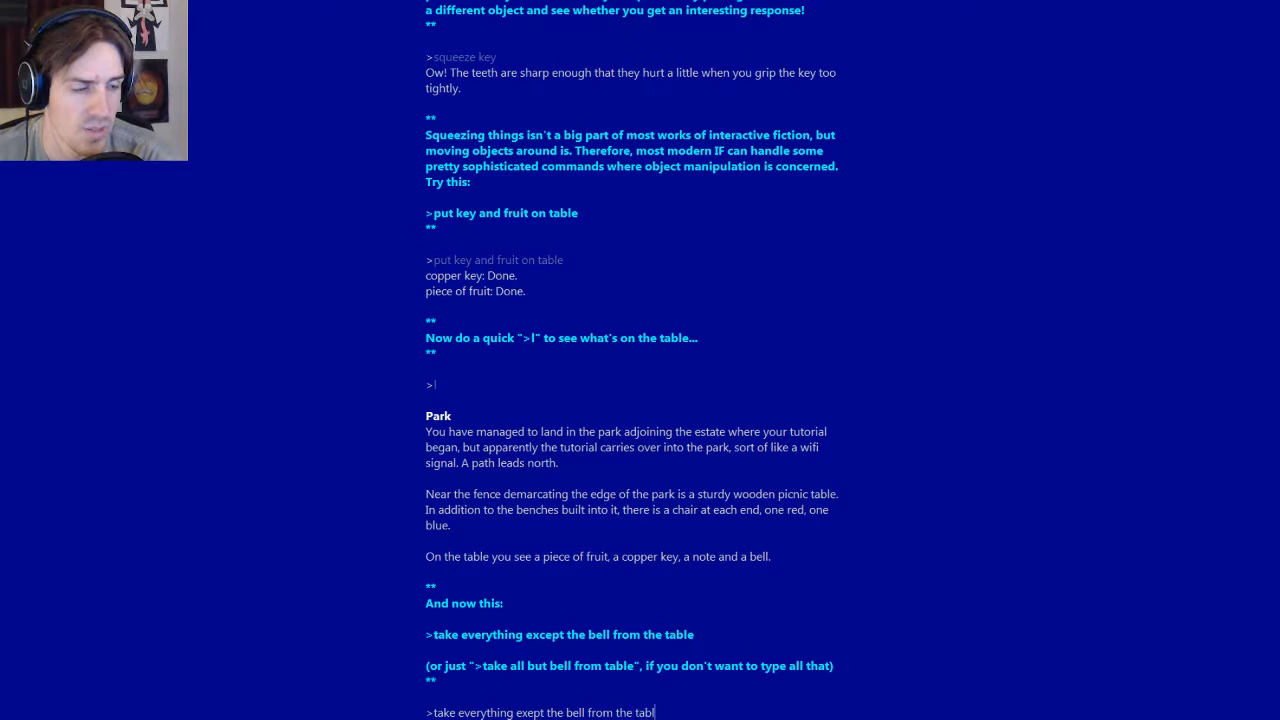 a different object and see whether you get an interesting response!
**
>squeeze key
Ow! The teeth are sharp enough that they hurt a little when you grip the key too
tightly.
**
Squeezing things isn't a big part of most works of interactive fiction, but
moving objects around is. Therefore, most modern IF can handle some
pretty sophisticated commands where object manipulation is concerned.
Try this:
>put key and fruit on table
**
>put key and fruit on table
copper key: Done.
piece of fruit: Done.
**
Now do a quick ">l" to see what's on the table...
**
>l
Park
You have managed to land in the park adjoining the estate where your tutorial
began, but apparently the tutorial carries over into the park, sort of like a wifi
signal. A path leads north.
Near the fence demarcating the edge of the park is a sturdy wooden picnic table.
In addition to the benches built into it, there is a chair at each end, one red, one
blue.
On the table you see a piece of fruit, a copper key, a note and a bell.
**
And now this:
>take everything except the bell from the table
(or just ">take all but bell from table", if you don't want to type all that)
**
>take everything exept the bell from the tabl